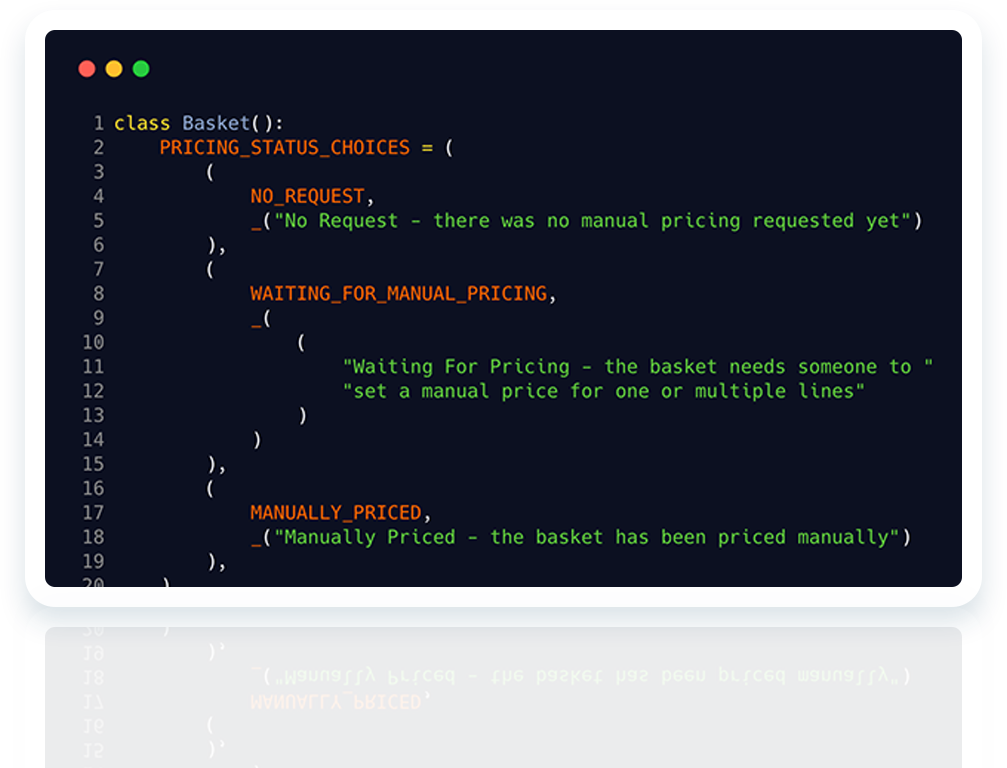 1 class Basket():
2     PRICING_STATUS_CHOICES = (
3         (
4             NO_REQUEST,
5             _("No Request – there was no manual pricing requested yet")
6         ),
7         (
8             WAITING_FOR_MANUAL_PRICING,
9             _(
10                 (
11                     "Waiting For Pricing – the basket needs someone to "
12                     "set a manual price for one or multiple lines"
13                 )
14             )
15         ),
16         (
17             MANUALLY_PRICED,
18             _("Manually Priced – the basket has been priced manually")
19         ),
20     )